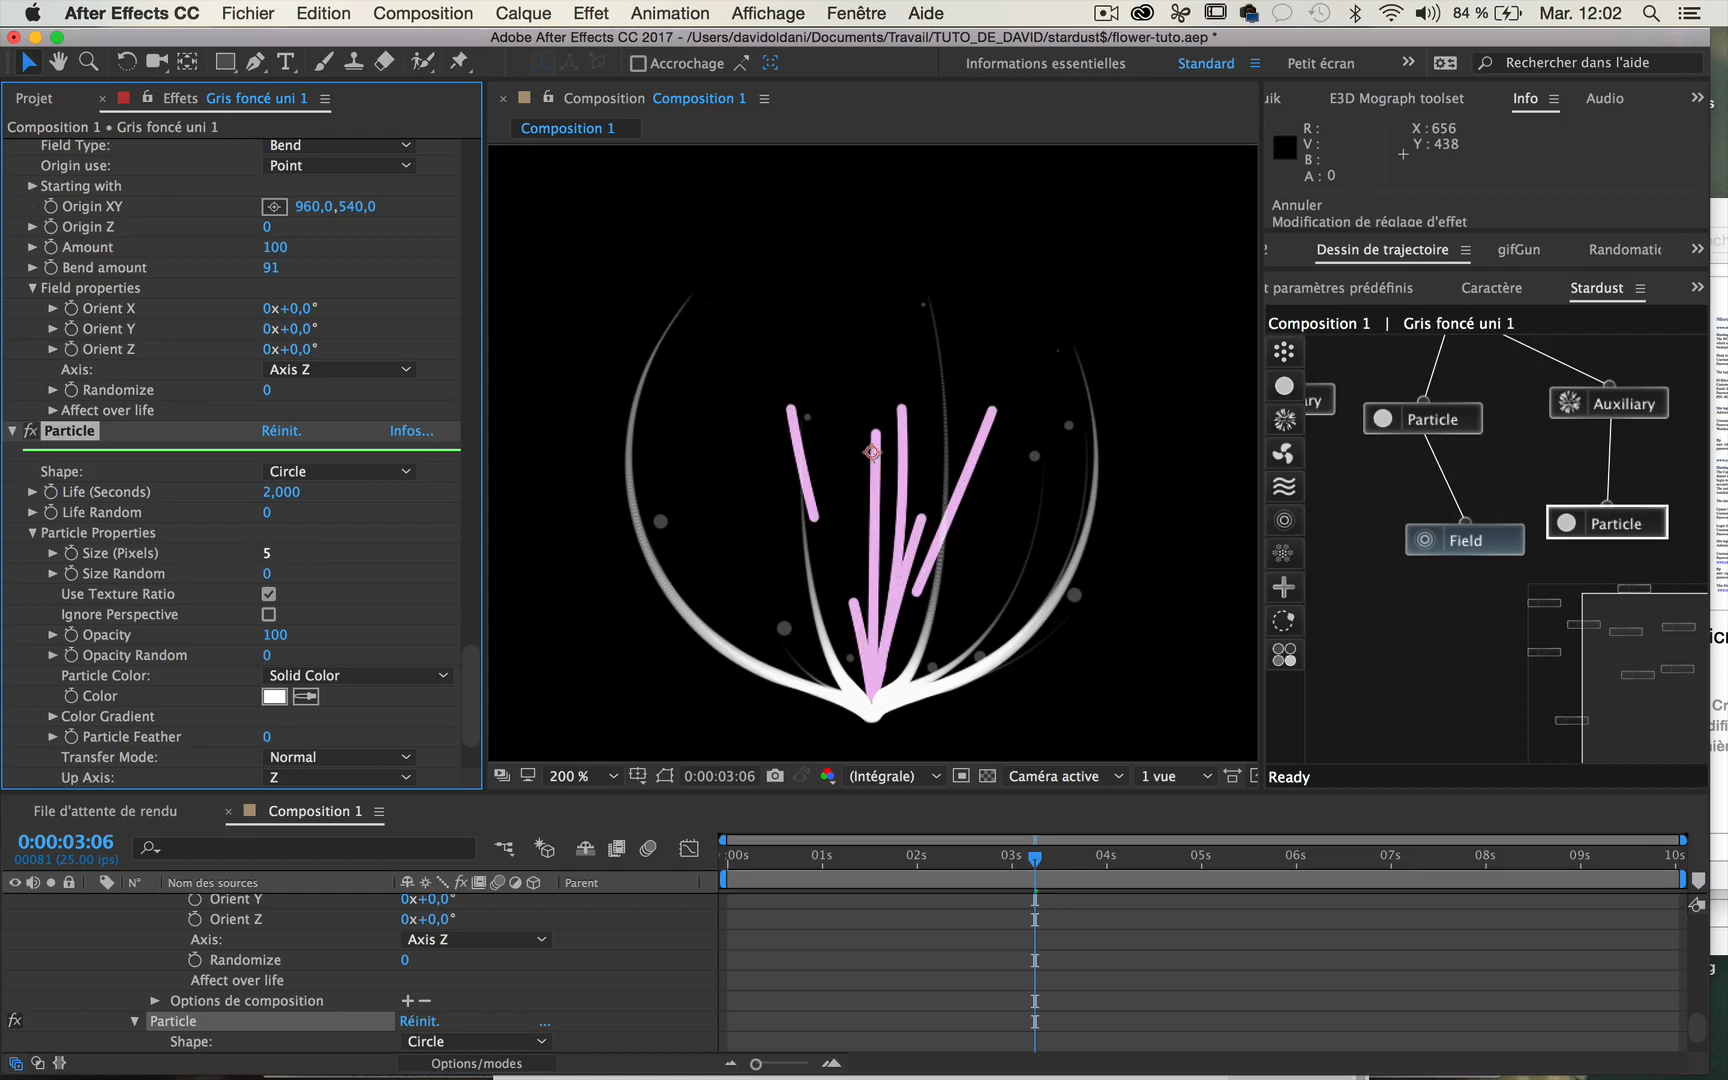 After Effects CC Fichier Edition Composition Calque Effet Animation Affichage Fenêtre Aide 84 % Mar. 12:02
Adobe After Effects CC 2017 - /Users/davidoldani/Documents/Travail/TUTO_DE_DAVID/stardust$/flower-tuto.aep *
Accrochage Informations essentielles Standard Petit écran Rechercher dans l'aide
Projet Effets Gris foncé uni 1
Composition 1 • Gris foncé uni 1
Field Type: Bend
Origin use: Point
Starting with
Origin XY 960,0,540,0
Origin Z 0
Amount 100
Bend amount 91
Field properties
Orient X 0x+0,0°
Orient Y 0x+0,0°
Orient Z 0x+0,0°
Axis: Axis Z
Randomize 0
Affect over life
fx Particle Réinit. Infos...
Shape: Circle
Life (Seconds) 2,000
Life Random 0
Particle Properties
Size (Pixels) 5
Size Random 0
Use Texture Ratio
Ignore Perspective
Opacity 100
Opacity Random 0
Particle Color: Solid Color
Color
Color Gradient
Particle Feather 0
Transfer Mode: Normal
Up Axis: Z
Composition Composition 1
Composition 1
200 % 0:00:03:06 (Intégrale) Caméra active 1 vue
uik E3D Mograph toolset Info Audio
R : X : 656
V : Y : 438
B :
A : 0
Annuler
Modification de réglage d'effet
2 Dessin de trajectoire gifGun Randomatic
t paramètres prédéfinis Caractère Stardust
Composition 1 | Gris foncé uni 1
ry Particle Auxiliary
Field Particle
Ready
File d'attente de rendu Composition 1
0:00:03:06
00081 (25.00 ips)
:00s 01s 02s 03s 04s 05s 06s 07s 08s 09s 10s
N° Nom des sources fx Parent
Orient Y 0x+0,0°
Orient Z 0x+0,0°
Axis: Axis Z
Randomize 0
Affect over life
Options de composition +−
fx Particle Réinit. ...
Shape: Circle
Options/modes